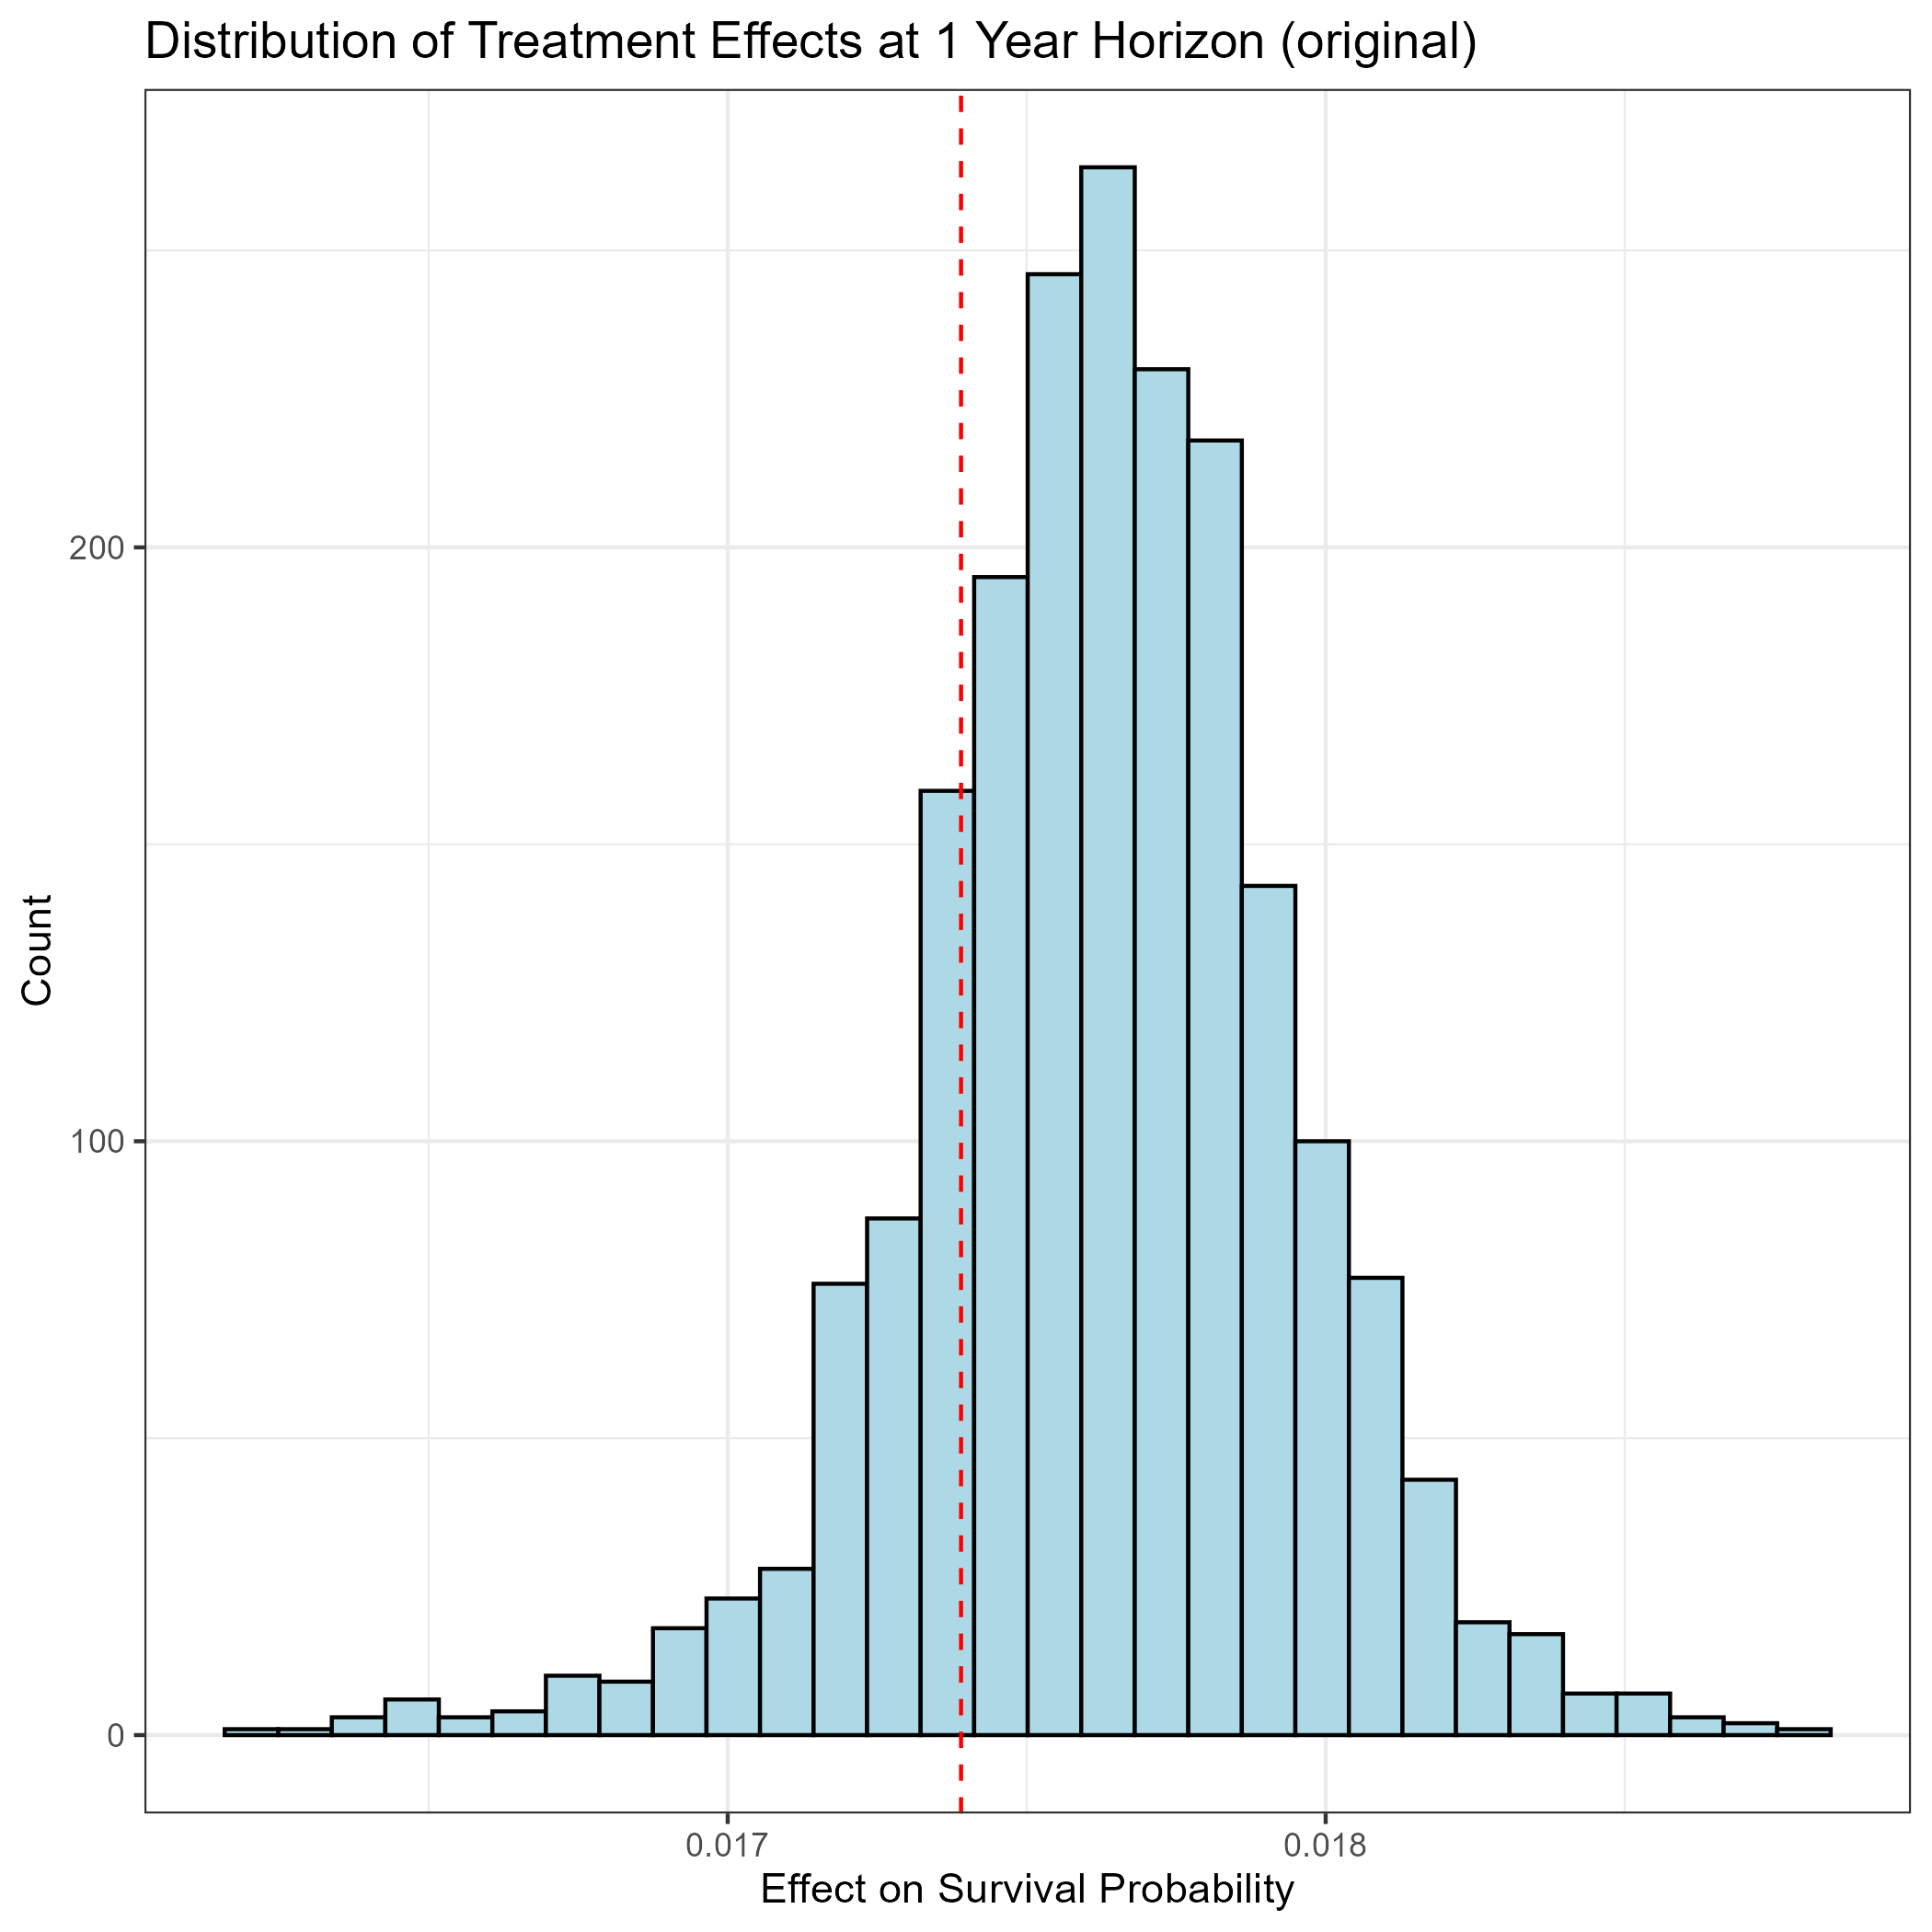 Distribution of Treatment Effects at 1 Year Horizon (original)
Count
200
100
0
0.017
0.018
Effect on Survival Probability